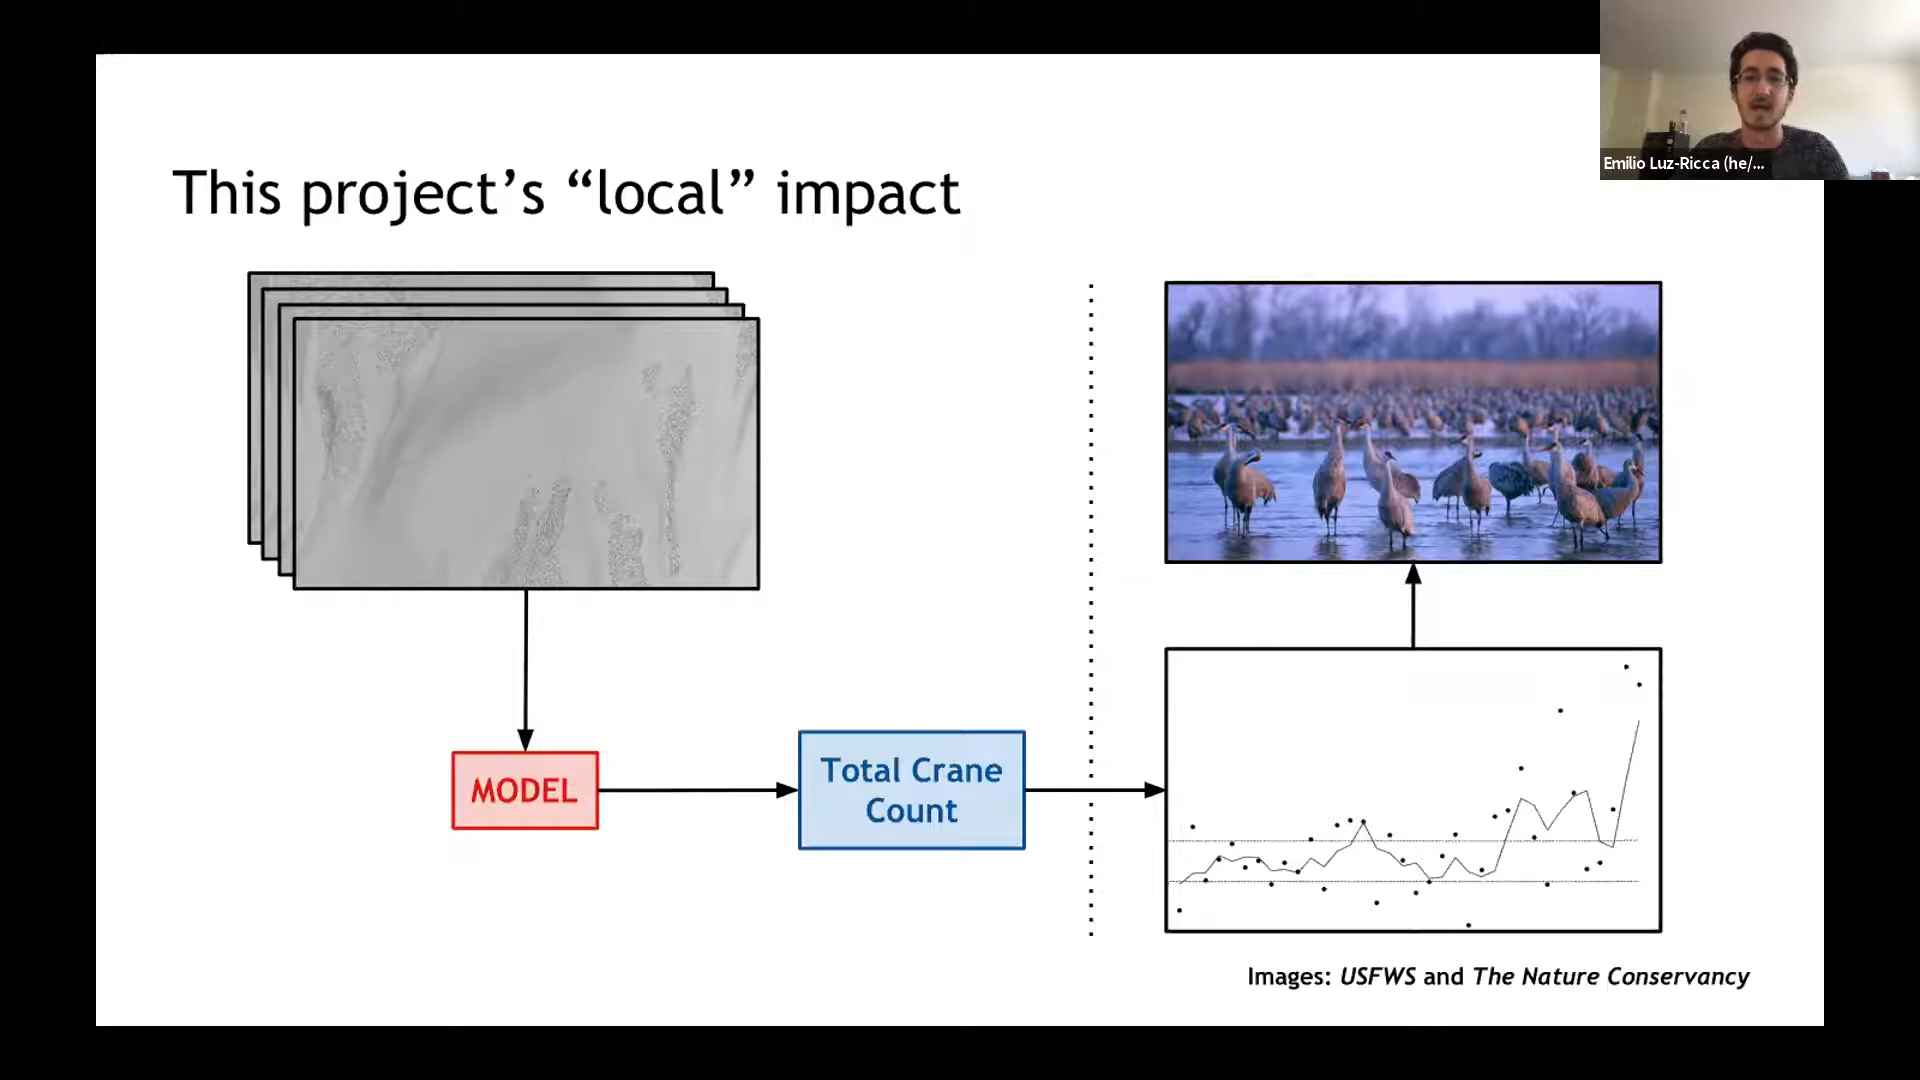 Emilio Luz-Ricca (he/...
This project's “local” impact
MODEL
Total Crane
Count
Images: USFWS and The Nature Conservancy